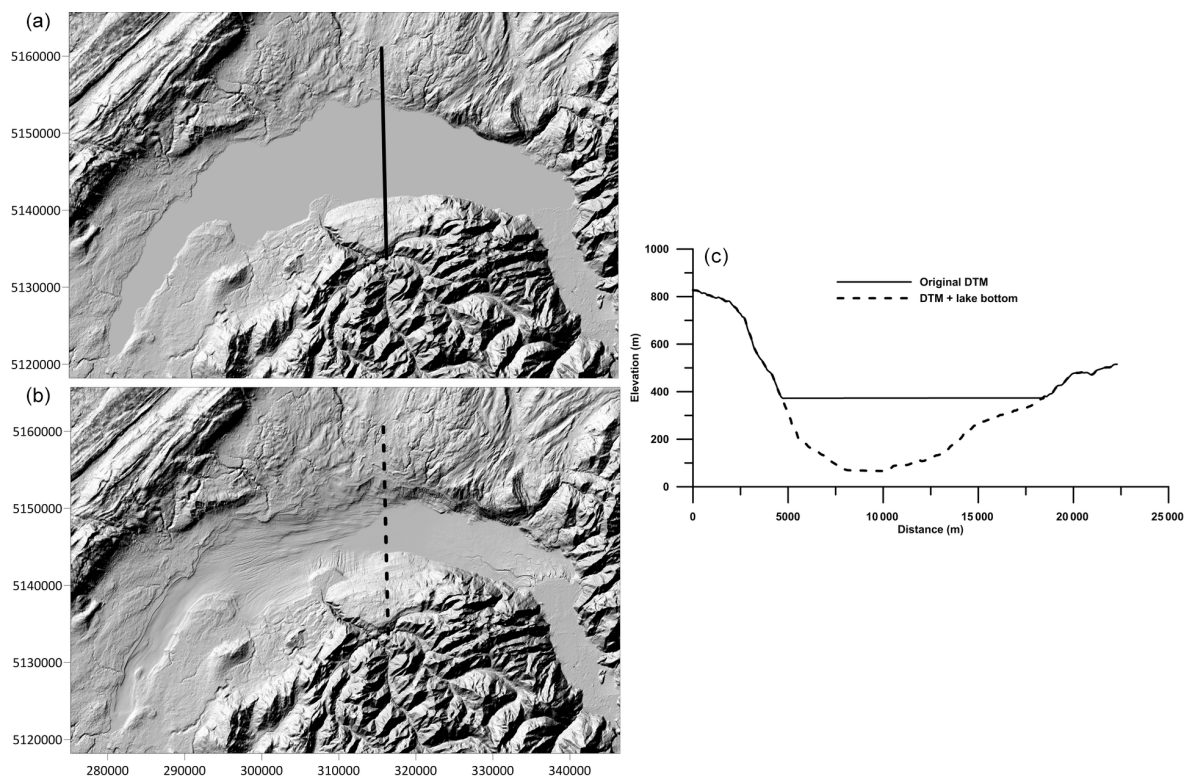 (a)
5160000
5150000
5140000
5130000
5120000
(b)
5160000
5150000
5140000
5130000
5120000
280000 290000 300000 310000 320000 330000 340000
(c)
1000
800
600
400
200
0
Elevation (m)
Original DTM
DTM + lake bottom
0 5000 10 000 15 000 20 000 25 000
Distance (m)